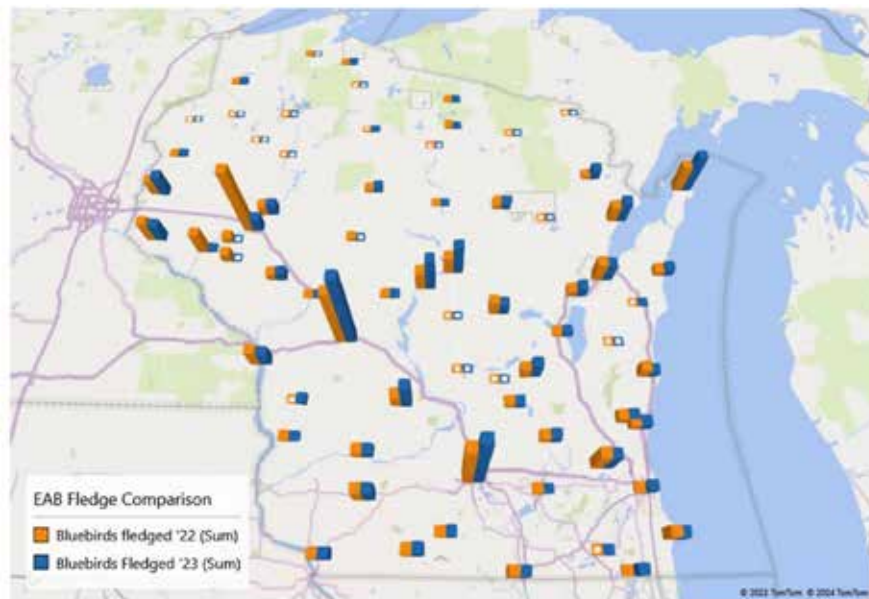 EAB Fledge Comparison
Bluebirds fledged '22 (Sum)
Bluebirds Fledged '23 (Sum)
© 2023 TomTom © 2024 TomTom